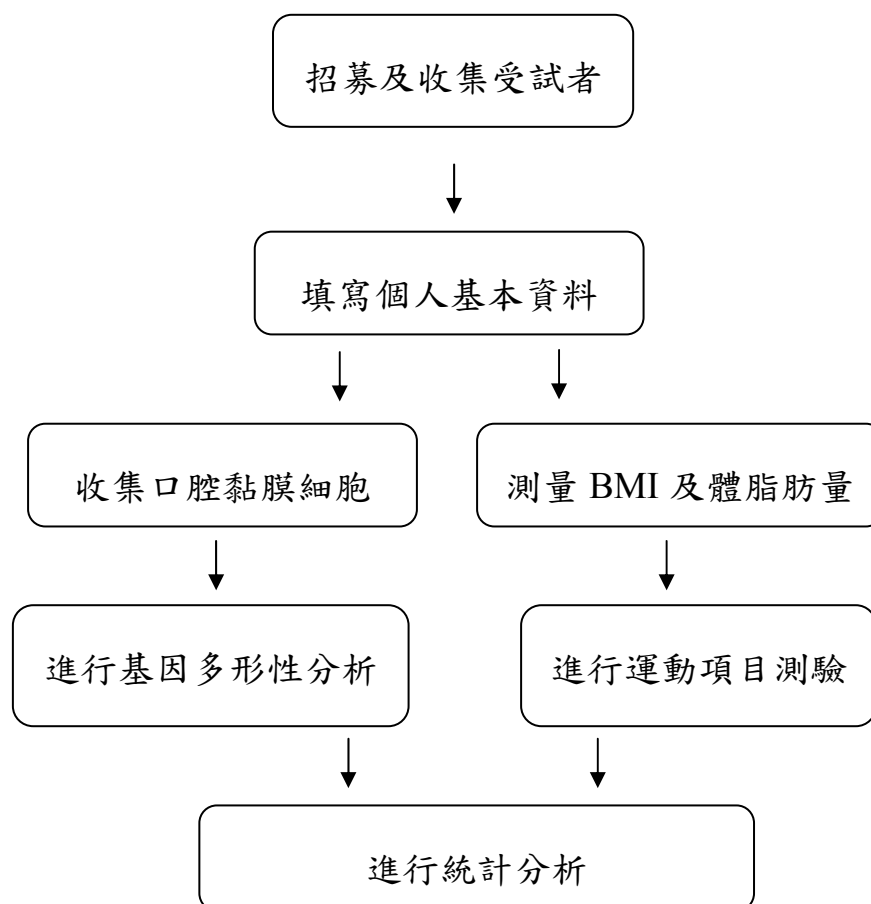 招募及收集受試者
填寫個人基本資料
收集口腔黏膜細胞
測量 BMI 及體脂肪量
進行基因多形性分析
進行運動項目測驗
進行統計分析